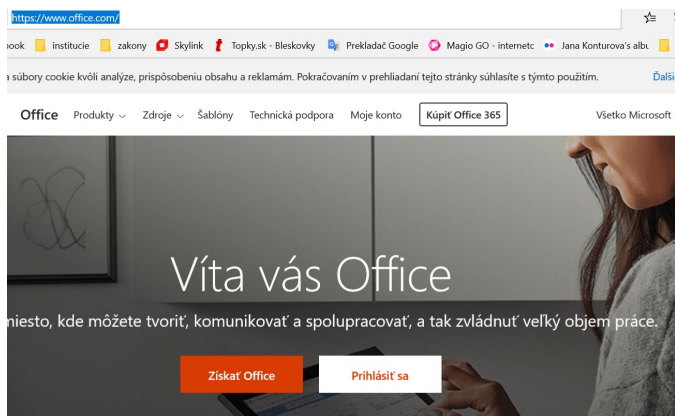 https://www.office.com/
ook institucie zakony Skylink Topky.sk - Bleskovky Prekladač Google Magio GO - internetc Jana Konturova's albu
a súbory cookie kvôli analýze, prispôsobeniu obsahu a reklamám. Pokračovaním v prehliadaní tejto stránky súhlasíte s týmto použitím. Ďalši
Office Produkty Zdroje Šablóny Technická podpora Moje konto Kúpiť Office 365 Všetko Microsoft
Víta vás Office
miesto, kde môžete tvoriť, komunikovať a spolupracovať, a tak zvládnuť veľký objem práce.
Získať Office Prihlásiť sa